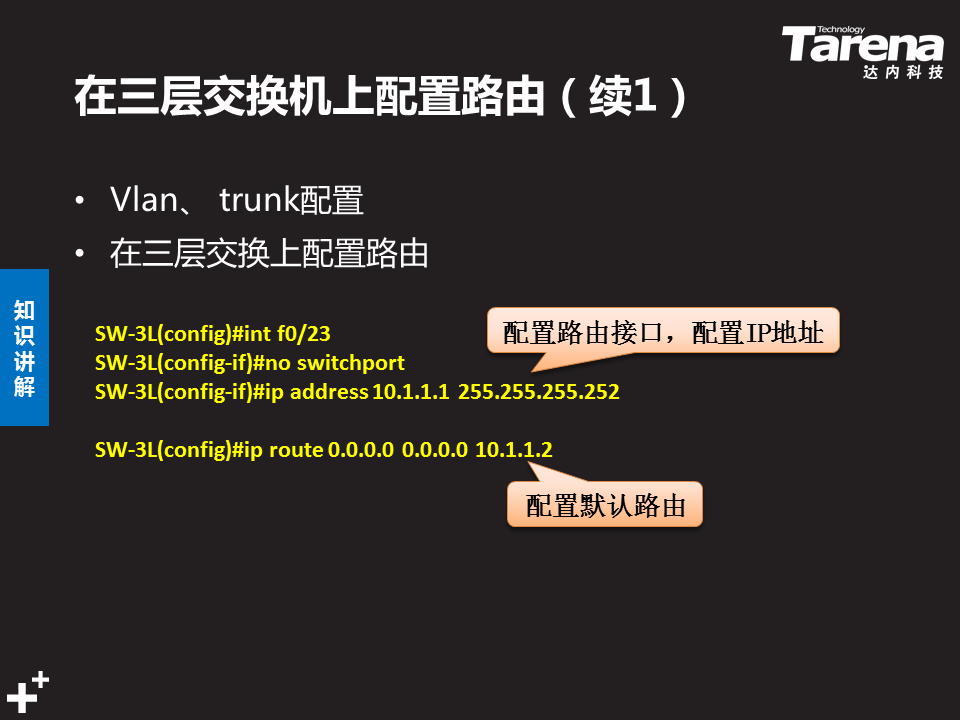 Technology
Tarena
达内科技
在三层交换机上配置路由（续1）
• Vlan、 trunk配置
• 在三层交换上配置路由
知识讲解
SW-3L(config)#int f0/23
配置路由接口，配置IP地址
SW-3L(config-if)#no switchport
SW-3L(config-if)#ip address 10.1.1.1 255.255.255.252
SW-3L(config)#ip route 0.0.0.0 0.0.0.0 10.1.1.2
配置默认路由